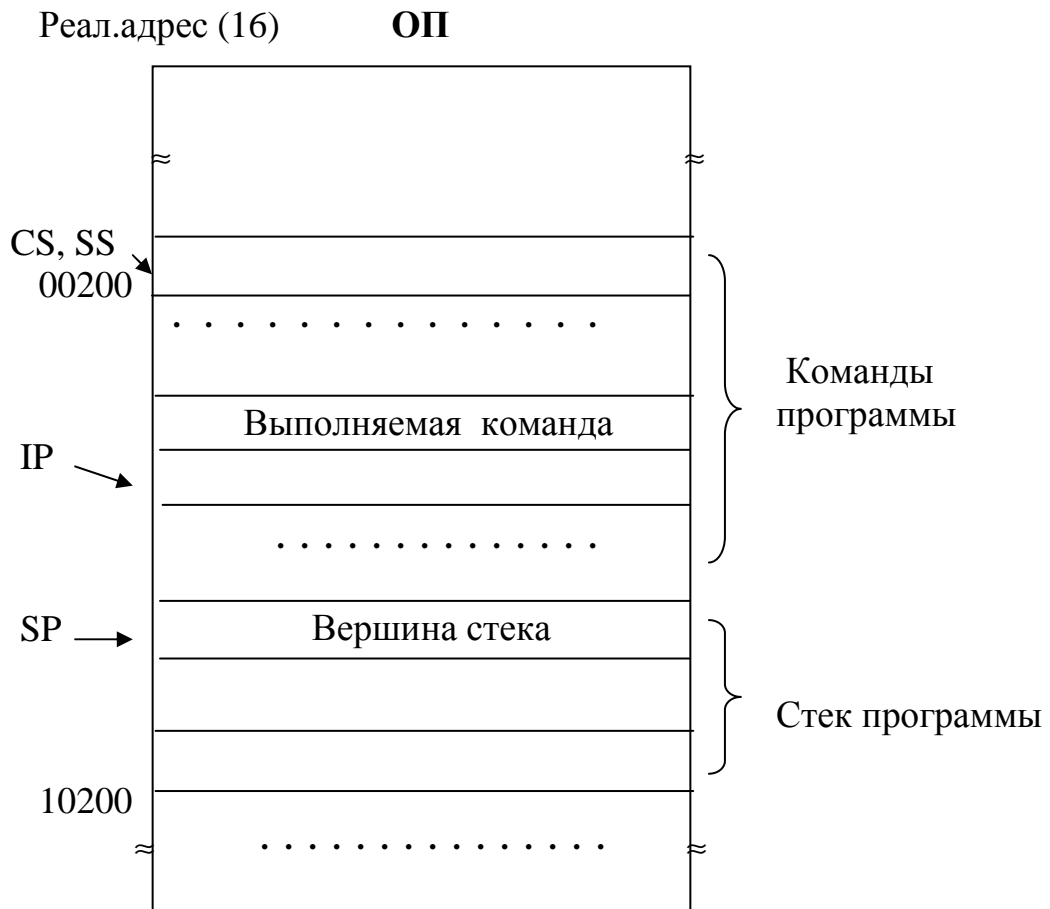 Реал.адрес (16) ОП
CS, SS
00200
. . . . . . . . . . . . . .
Команды
программы
Выполняемая команда
IP
. . . . . . . . . . . . . .
SP
Вершина стека
Стек программы
10200
. . . . . . . . . . . . . .